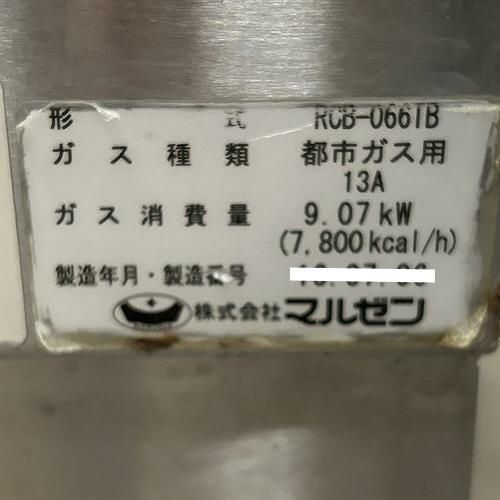 形式 RCB-066TB
ガス種類 都市ガス用
13A
ガス消費量 9.07kW
(7,800kcal/h)
製造年月・製造番号
株式会社マルゼン